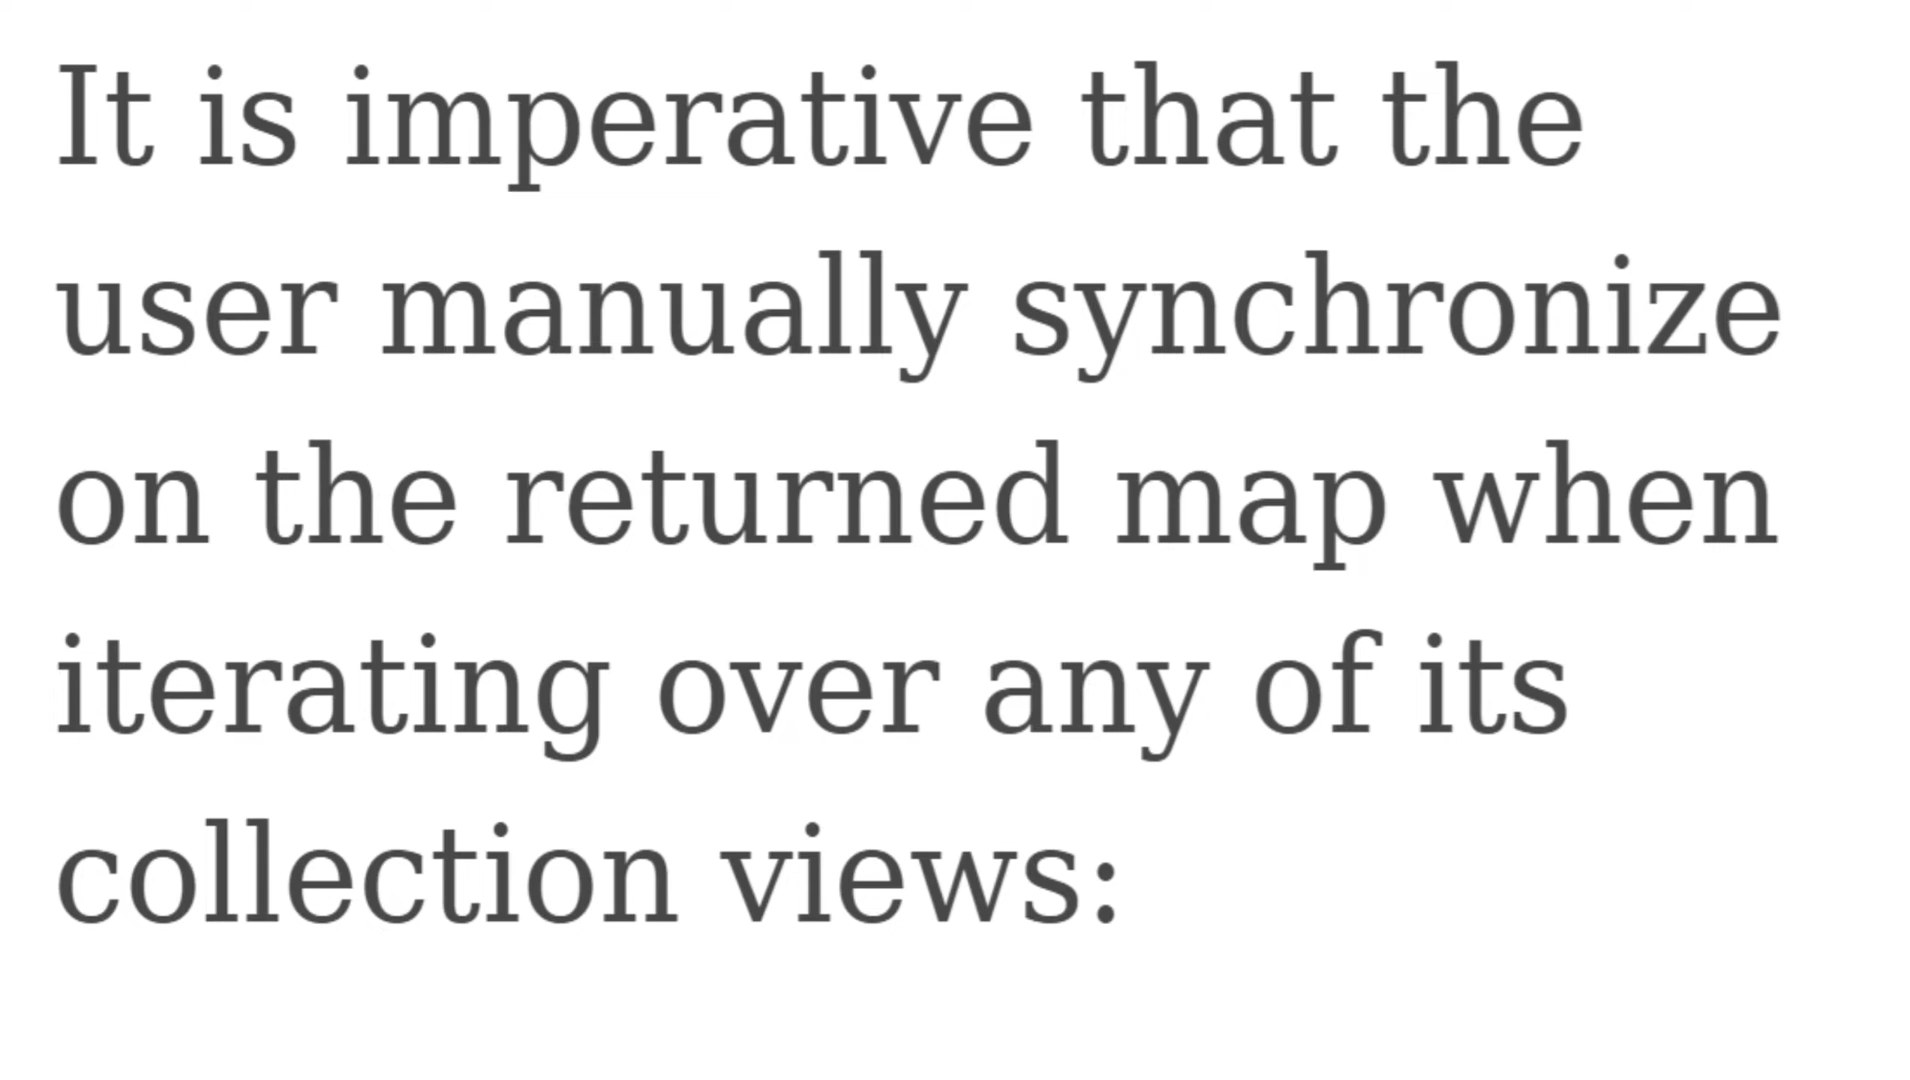 It is imperative that the
user manually synchronize
on the returned map when
iterating over any of its
collection views: